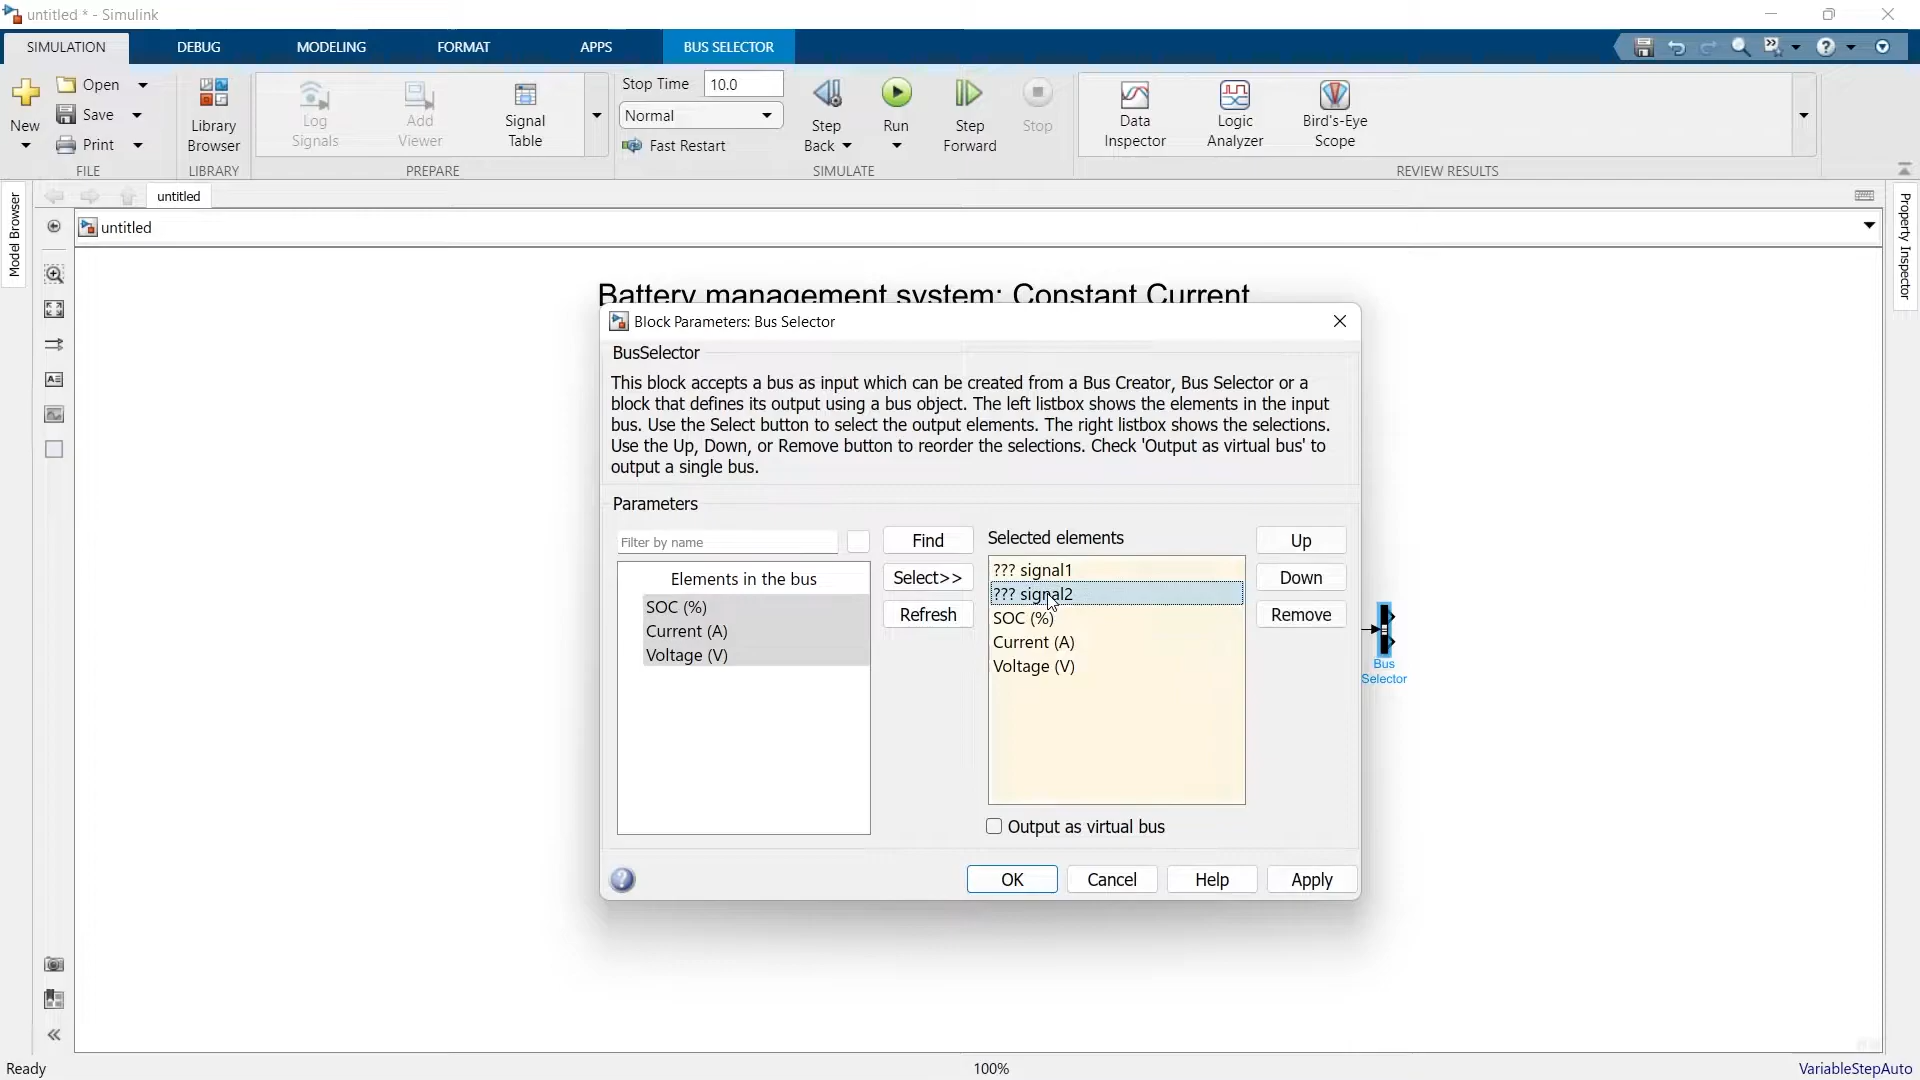 untitled * - Simulink
SIMULATION DEBUG MODELING FORMAT APPS BUS SELECTOR
New
Open
Save
Print
FILE
Library Browser
LIBRARY
Log Signals
Add Viewer
Signal Table
PREPARE
Stop Time 10.0
Normal
Fast Restart
Step Back
Run
Step Forward
Stop
SIMULATE
Data Inspector
Logic Analyzer
Bird's-Eye Scope
REVIEW RESULTS
Model Browser
untitled
untitled
Property Inspector
Battery management system: Constant Current
Block Parameters: Bus Selector
BusSelector
This block accepts a bus as input which can be created from a Bus Creator, Bus Selector or a
block that defines its output using a bus object. The left listbox shows the elements in the input
bus. Use the Select button to select the output elements. The right listbox shows the selections.
Use the Up, Down, or Remove button to reorder the selections. Check 'Output as virtual bus' to
output a single bus.
Parameters
Filter by name
Elements in the bus
SOC (%)
Current (A)
Voltage (V)
Find
Select>>
Refresh
Selected elements
??? signal1
??? signal2
SOC (%)
Current (A)
Voltage (V)
Up
Down
Remove
Output as virtual bus
OK Cancel Help Apply
Bus
Selector
Ready 100% VariableStepAuto